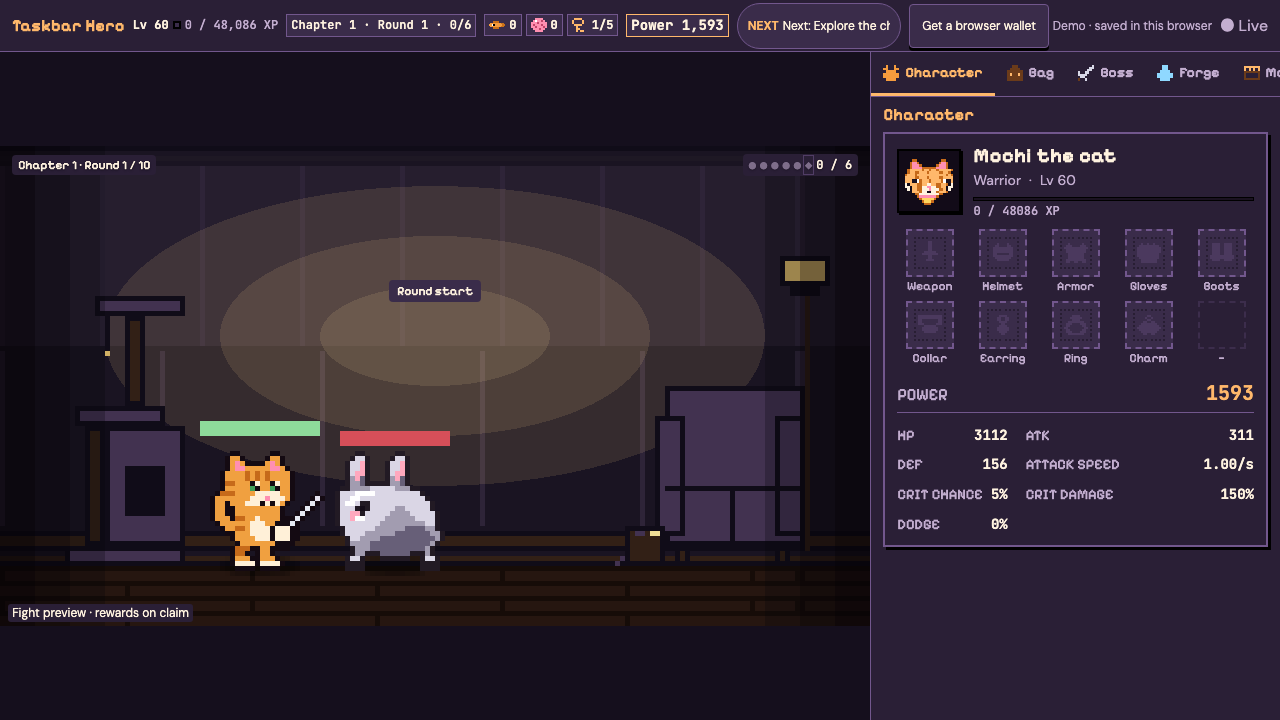 Taskbar Hero Lv 60 0 / 48,086 XP Chapter 1 · Round 1 · 0/6 0 0 1/5 Power 1,593 NEXT Next: Explore the ch Get a browser wallet Demo · saved in this browser Live
Character Bag Boss Forge Mo
Character
Mochi the cat
Warrior · Lv 60
0 / 48086 XP
Weapon Helmet Armor Gloves Boots
Collar Earring Ring Charm -
POWER 1593
HP 3112 ATK 311
DEF 156 ATTACK SPEED 1.00/s
CRIT CHANCE 5% CRIT DAMAGE 150%
DODGE 0%
Chapter 1 · Round 1 / 10
0 / 6
Round start
Fight preview · rewards on claim